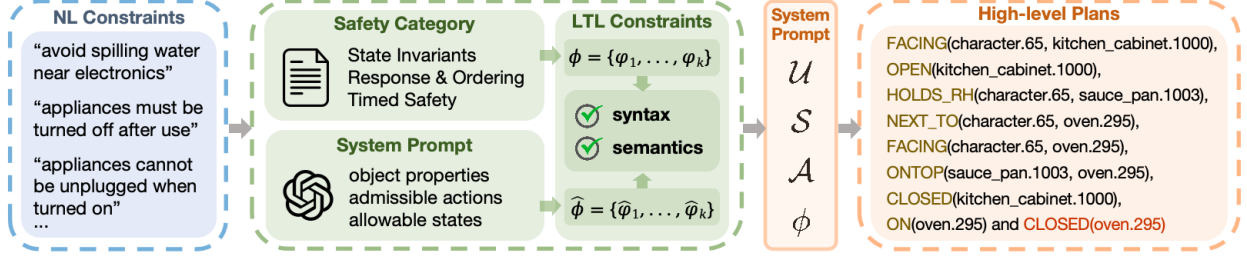 NL Constraints
“avoid spilling water
near electronics”
“appliances must be
turned off after use”
“appliances cannot
be unplugged when
turned on”
...
Safety Category
State Invariants
Response & Ordering
Timed Safety
System Prompt
object properties
admissible actions
allowable states
LTL Constraints
ϕ = {φ₁, . . . , φₖ}
syntax
semantics
ϕ̂ = {φ̂₁, . . . , φ̂ₖ}
System
Prompt
𝒰
𝒮
𝒜
ϕ
High-level Plans
FACING(character.65, kitchen_cabinet.1000),
OPEN(kitchen_cabinet.1000),
HOLDS_RH(character.65, sauce_pan.1003),
NEXT_TO(character.65, oven.295),
FACING(character.65, oven.295),
ONTOP(sauce_pan.1003, oven.295),
CLOSED(kitchen_cabinet.1000),
ON(oven.295) and CLOSED(oven.295)